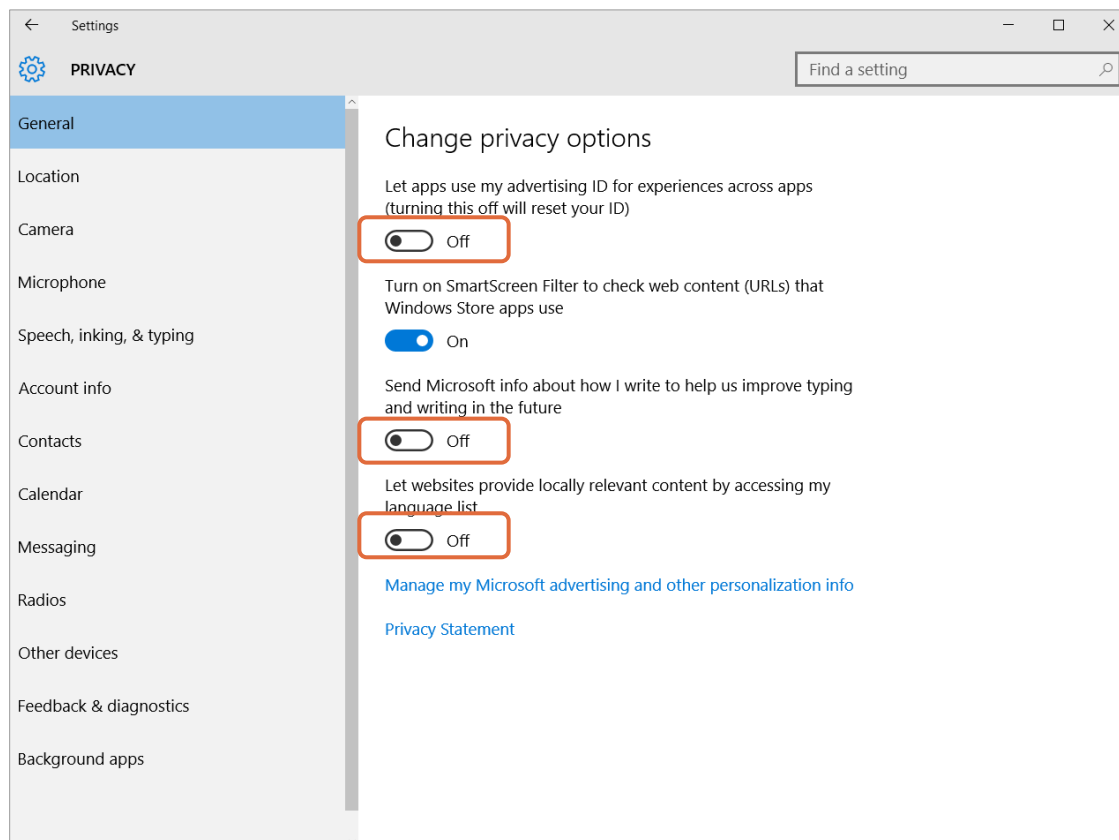 Settings
PRIVACY
Find a setting
General
Location
Camera
Microphone
Speech, inking, & typing
Account info
Contacts
Calendar
Messaging
Radios
Other devices
Feedback & diagnostics
Background apps
Change privacy options
Let apps use my advertising ID for experiences across apps
(turning this off will reset your ID)
Off
Turn on SmartScreen Filter to check web content (URLs) that
Windows Store apps use
On
Send Microsoft info about how I write to help us improve typing
and writing in the future
Off
Let websites provide locally relevant content by accessing my
language list
Off
Manage my Microsoft advertising and other personalization info
Privacy Statement